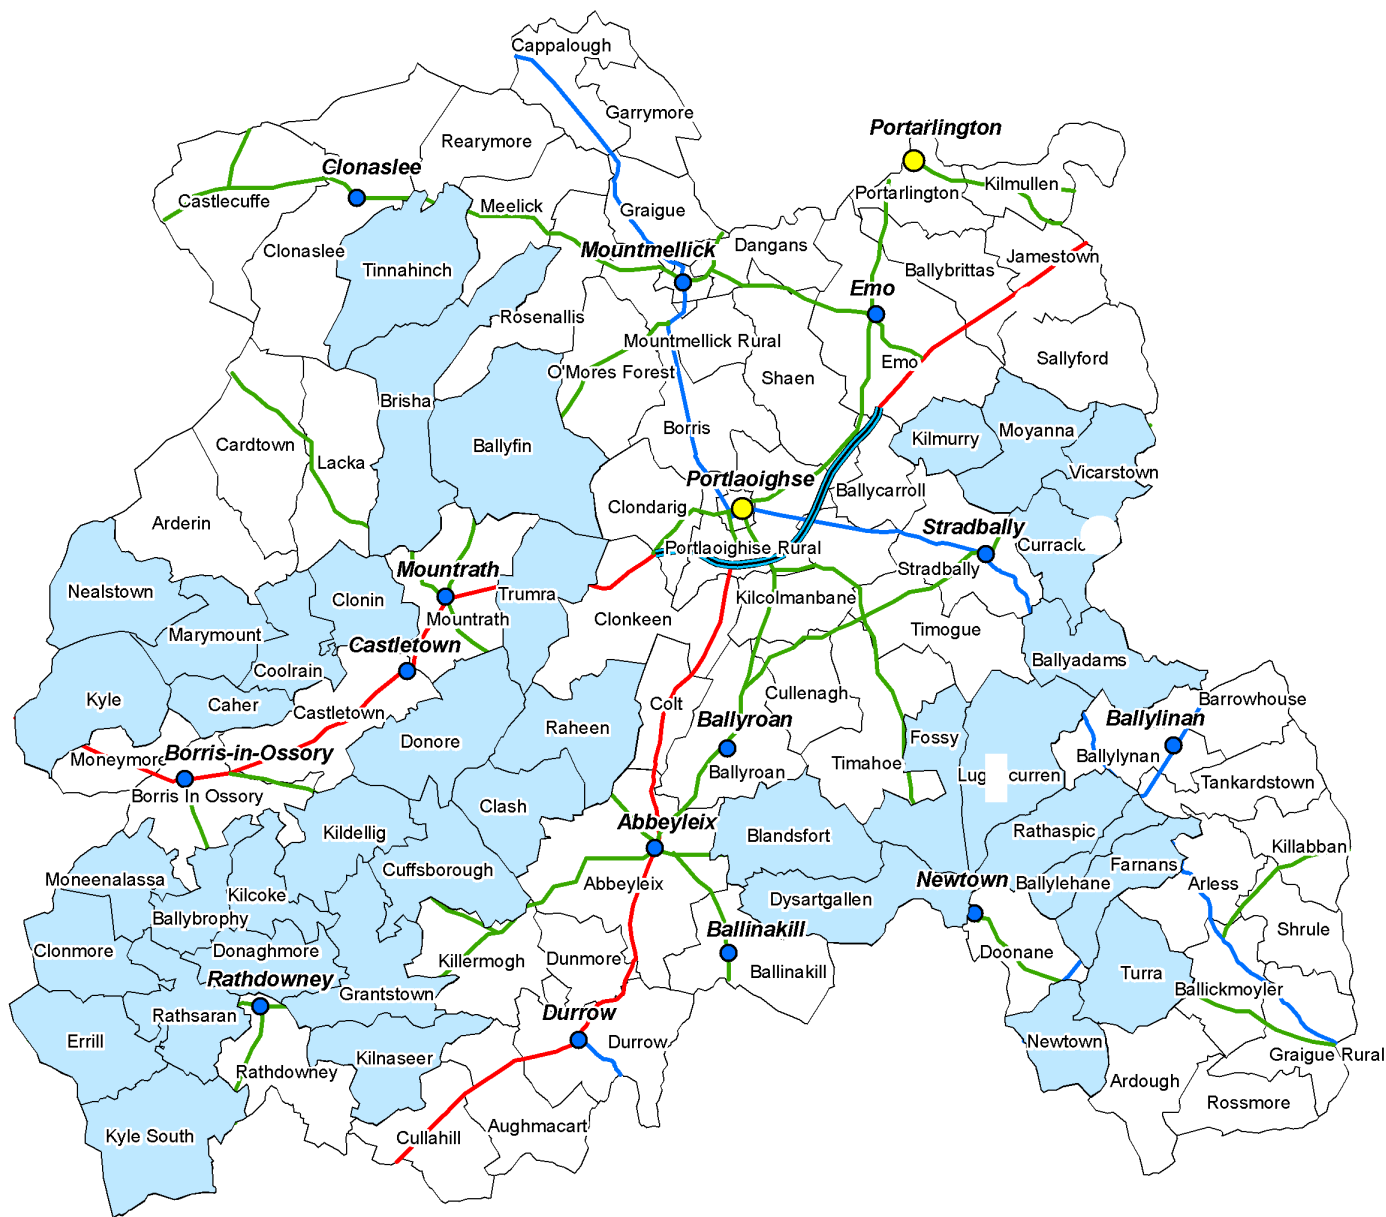 Cappalough
Garrymore
Portarlington
Rearymore
Clonaslee
Kilmullen
Portarlington
Castlecuffe
Meelick
Graigue
Dangans
Clonaslee
Mountmellick
Jamestown
Tinnahinch
Ballybrittas
Emo
Rosenallis
Mountmellick Rural
Sallyford
Emo
O'Mores Forest
Shaen
Brisha
Borris
Moyanna
Kilmurry
Cardtown
Ballyfin
Lacka
Vicarstown
Portlaoighse
Ballycarroll
Clondarig
Arderin
Stradbally
Portlaoighise Rural
Mountrath
Stradbally
Nealstown
Trumra
Clonin
Kilcolmanbane
Mountrath
Clonkeen
Marymount
Timogue
Castletown
Coolrain
Ballyadams
Kyle
Caher
Castletown
Colt
Cullenagh
Barrowhouse
Raheen
Donore
Ballyroan
Ballylinan
Fossy
Borris-in-Ossory
Moneymore
Timahoe
Ballyroan
Ballylynan
Tankardstown
Borris In Ossory
Clash
Abbeyleix
Kildellig
Blandsfort
Rathaspic
Killabban
Cuffsborough
Farnans
Moneenalassa
Newtown
Ballylehane
Abbeyleix
Arless
Kilcoke
Dysartgallen
Ballybrophy
Ballinakill
Shrule
Clonmore
Donaghmore
Killermogh
Dunmore
Doonane
Ballinakill
Turra
Rathdowney
Grantstown
Ballickmoyler
Rathsaran
Durrow
Errill
Durrow
Newtown
Kilnaseer
Graigue Rural
Rathdowney
Ardough
Rossmore
Aughmacart
Kyle South
Cullahill